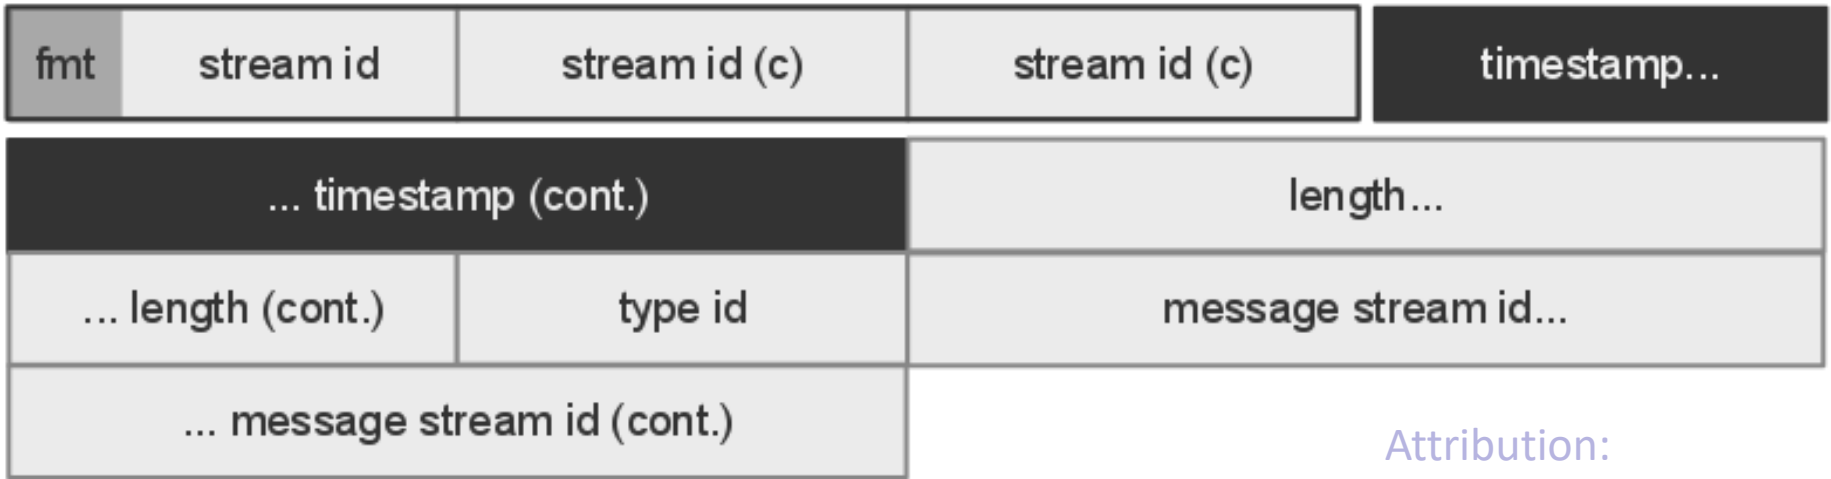 fmt stream id stream id (c) stream id (c) timestamp...
... timestamp (cont.) length...
... length (cont.) type id message stream id...
... message stream id (cont.)
Attribution: